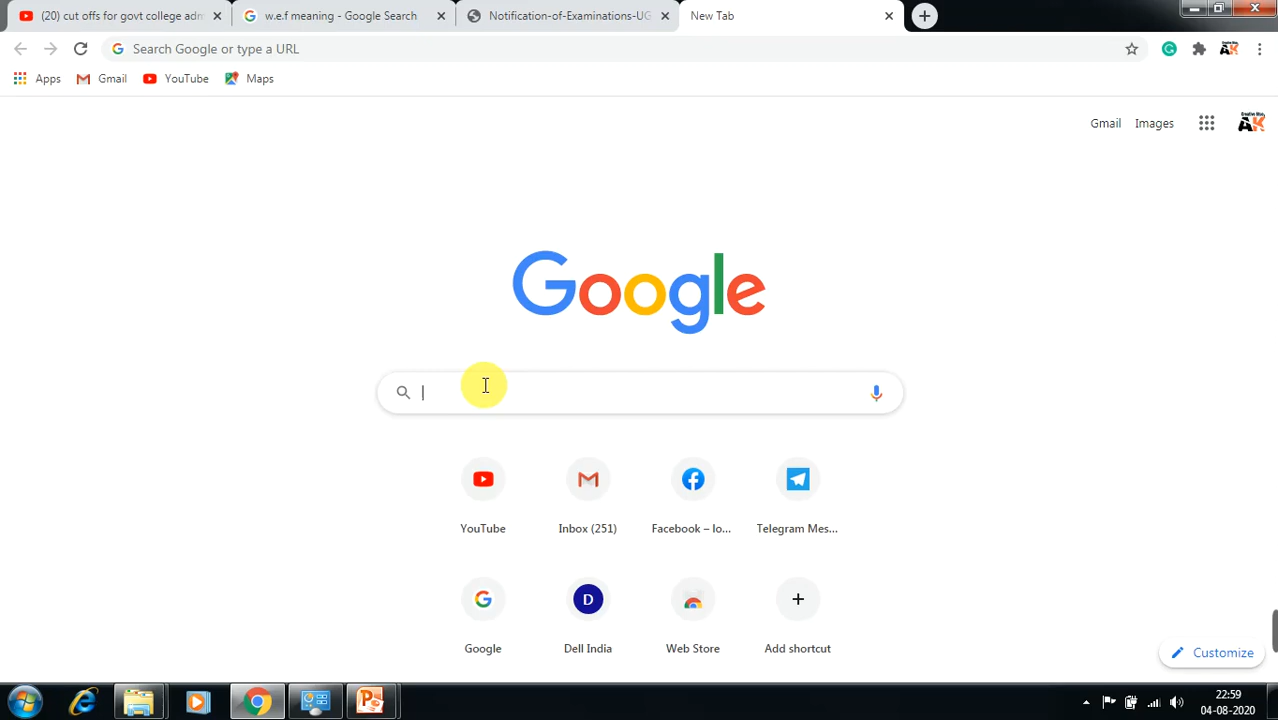 (20) cut offs for govt college adm
w.e.f meaning - Google Search
Notification-of-Examinations-UG
New Tab
Search Google or type a URL
Apps
Gmail
YouTube
Maps
Gmail
Images
AK
Google
YouTube
Inbox (251)
Facebook – lo...
Telegram Mes...
D
Google
Dell India
Web Store
Add shortcut
Customize
22:59
04-08-2020